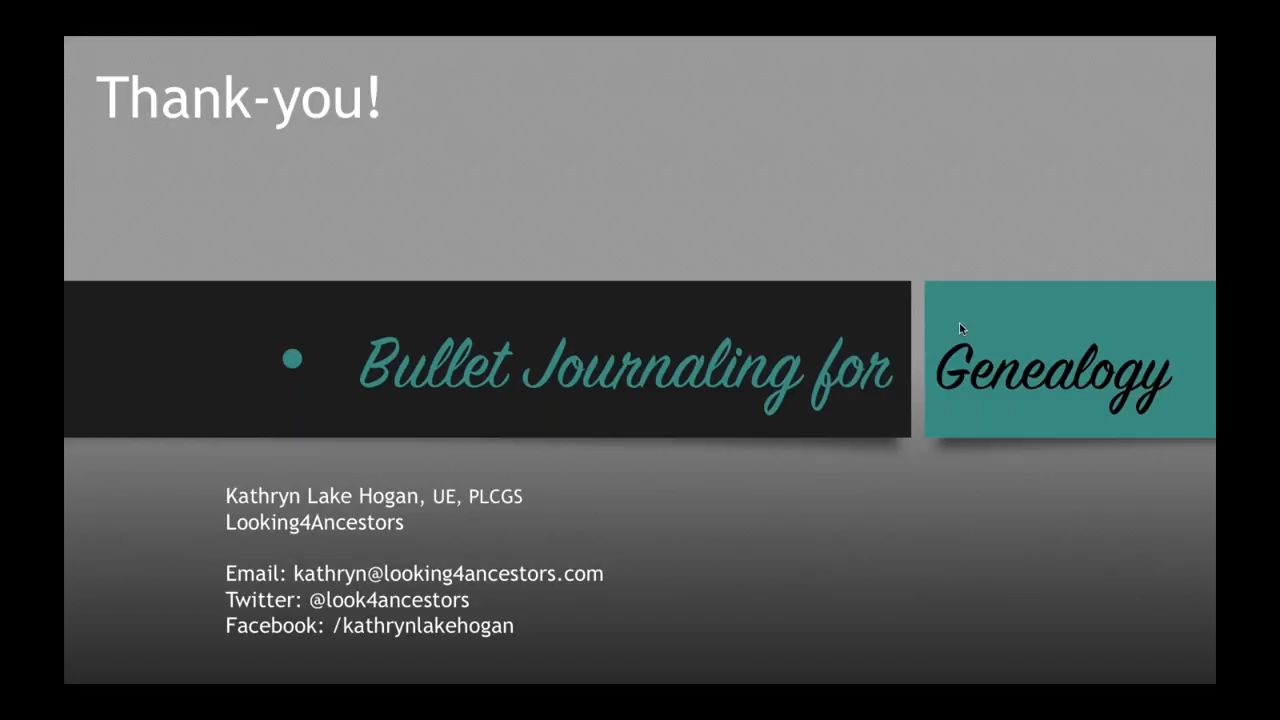 Thank-you!
• Bullet Journaling for Genealogy
Kathryn Lake Hogan, UE, PLCGS
Looking4Ancestors
Email: kathryn@looking4ancestors.com
Twitter: @look4ancestors
Facebook: /kathrynlakehogan